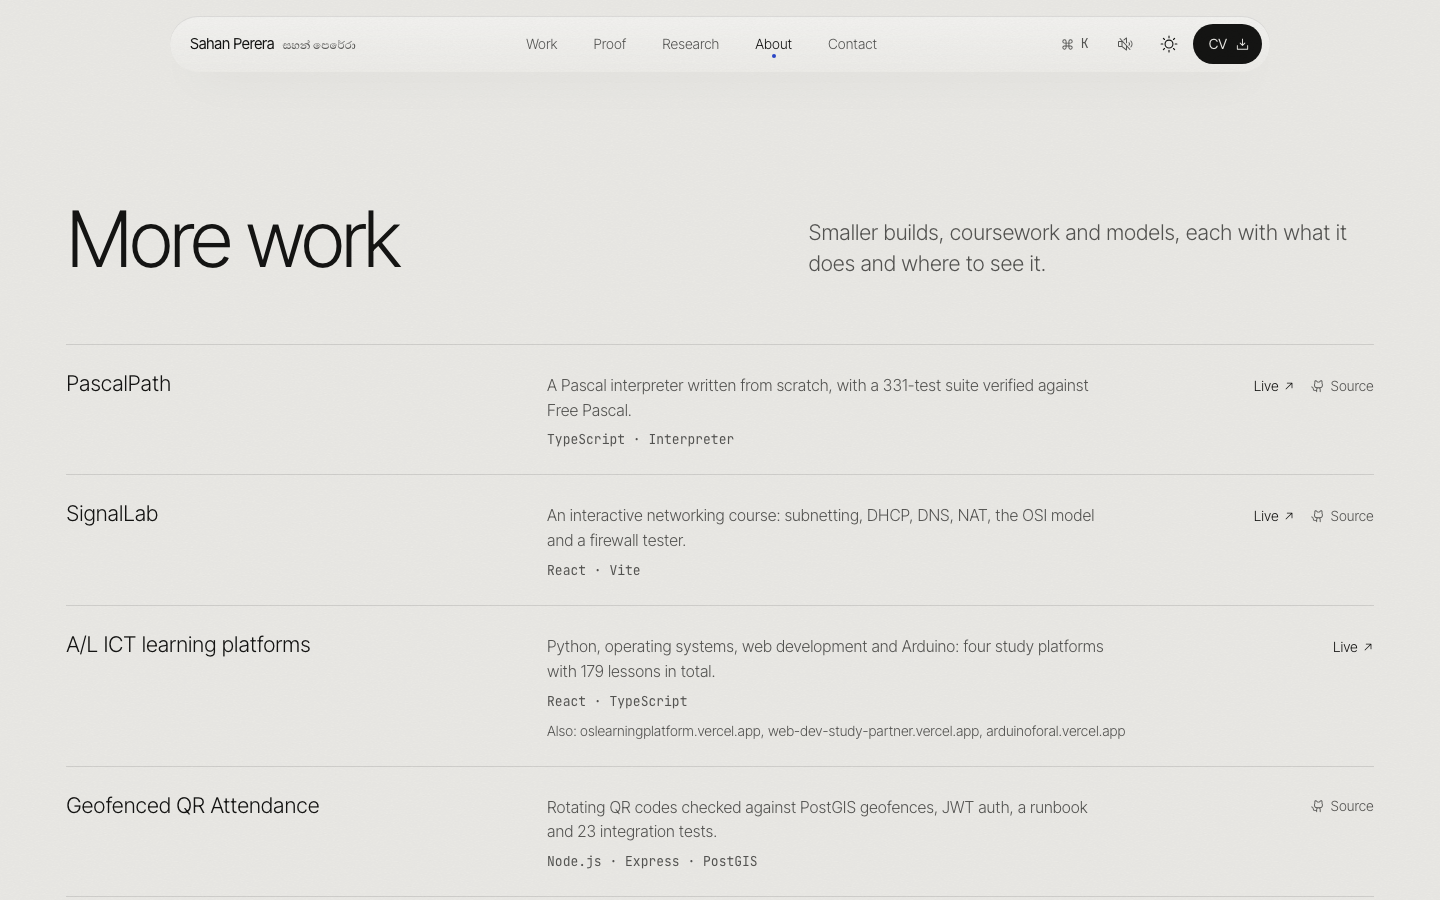 Sahan Perera සහන් පෙරේරා
Work Proof Research About Contact
⌘ K
CV
More work
Smaller builds, coursework and models, each with what it
does and where to see it.
PascalPath
A Pascal interpreter written from scratch, with a 331-test suite verified against
Free Pascal.
TypeScript · Interpreter
Live ↗ Source
SignalLab
An interactive networking course: subnetting, DHCP, DNS, NAT, the OSI model
and a firewall tester.
React · Vite
Live ↗ Source
A/L ICT learning platforms
Python, operating systems, web development and Arduino: four study platforms
with 179 lessons in total.
React · TypeScript
Also: oslearningplatform.vercel.app, web-dev-study-partner.vercel.app, arduinoforal.vercel.app
Live ↗
Geofenced QR Attendance
Rotating QR codes checked against PostGIS geofences, JWT auth, a runbook
and 23 integration tests.
Node.js · Express · PostGIS
Source